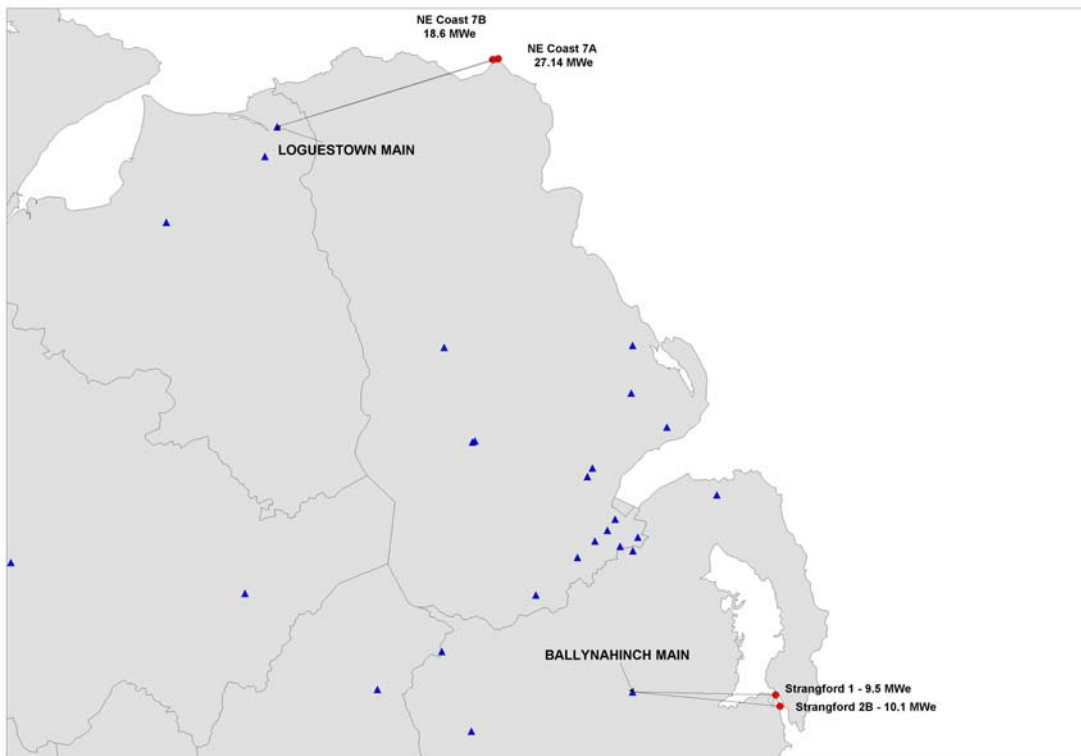 NE Coast 7B
18.6 MWe
NE Coast 7A
27.14 MWe
LOGUESTOWN MAIN
BALLYNAHINCH MAIN
Strangford 1 - 9.5 MWe
Strangford 2B - 10.1 MWe